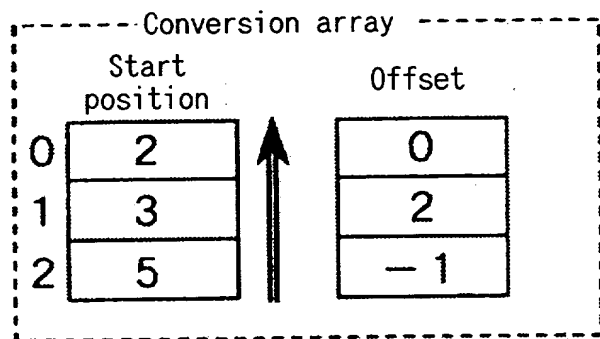 Conversion array
Start position
Offset
0 2 0
1 3 2
2 5 −1